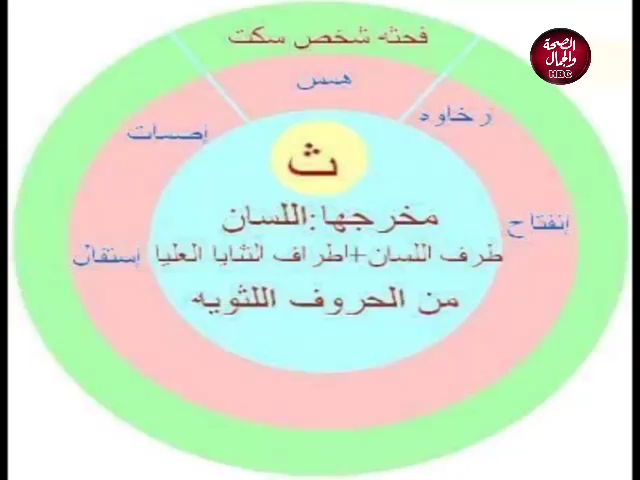 الصحة
والجمال
HBG
فحثه شخص سكت
همس
رخاوه
إصمات
ث
مخرجها:اللسان
إنفتاح
طرف اللسان+اطراف الثنايا العليا
إستفال
من الحروف اللثويه